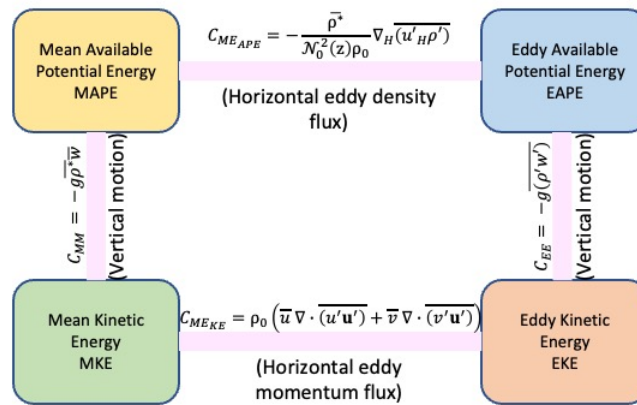 Mean Available
Potential Energy
MAPE
$C_{ME_{APE}} = -\frac{\overline{\rho^*}}{\mathcal{N}_0^2(z)\rho_0} \nabla_H \overline{(u'_H \rho')}$
(Horizontal eddy density
flux)
Eddy Available
Potential Energy
EAPE
$C_{MM} = -g\overline{\rho^*}\overline{w}$
(Vertical motion)
$C_{EE} = -g\overline{(\rho' w')}$
(Vertical motion)
Mean Kinetic
Energy
MKE
$C_{ME_{KE}} = \rho_0 \left( \overline{u} \, \nabla \cdot \overline{(u'\mathbf{u}')} + \overline{v} \, \nabla \cdot \overline{(v'\mathbf{u}')} \right)$
(Horizontal eddy
momentum flux)
Eddy Kinetic
Energy
EKE